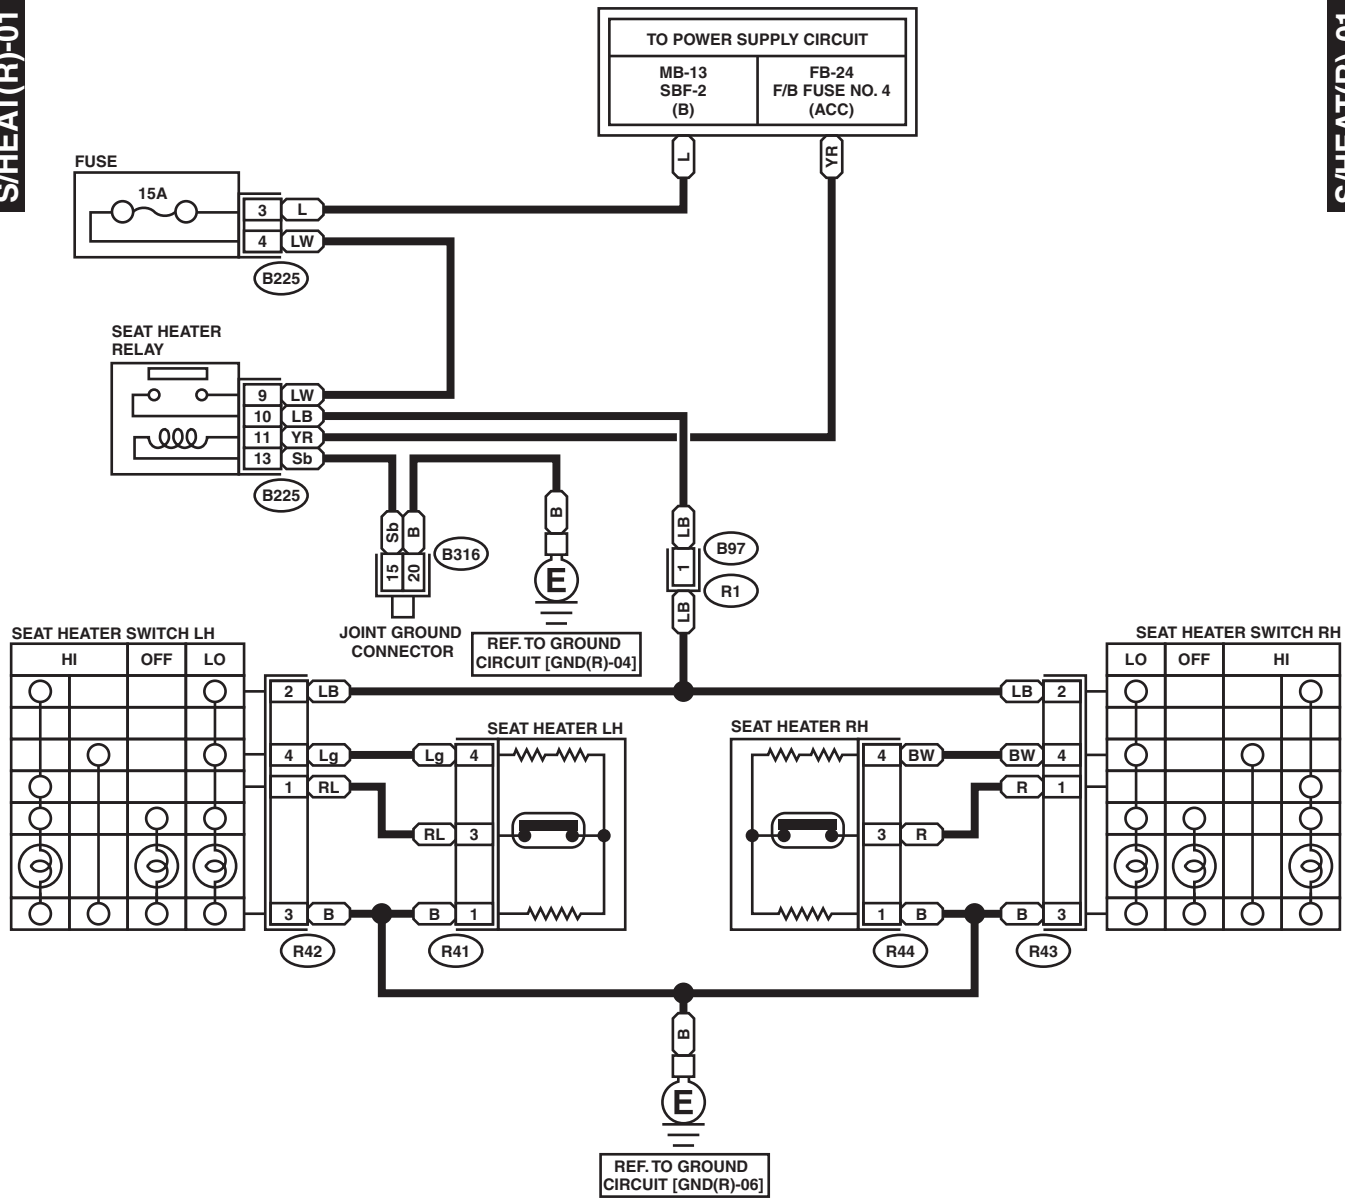 S/HEAT(R)-01
S/HEAT(R)-01
TO POWER SUPPLY CIRCUIT
MB-13
SBF-2
(B)
FB-24
F/B FUSE NO. 4
(ACC)
L
YR
FUSE
15A
3 L
4 LW
B225
SEAT HEATER
RELAY
9 LW
10 LB
11 YR
13 Sb
B225
Sb B
15 20
B316
JOINT GROUND
CONNECTOR
B
E
REF. TO GROUND
CIRCUIT [GND(R)-04]
LB
1
LB
B97
R1
SEAT HEATER SWITCH LH
HI OFF LO
2 LB
4 Lg
1 RL
3 B
R42
SEAT HEATER LH
Lg 4
RL 3
B 1
R41
SEAT HEATER RH
4 BW
3 R
1 B
R44
SEAT HEATER SWITCH RH
LO OFF HI
LB 2
BW 4
R 1
B 3
R43
B
E
REF. TO GROUND
CIRCUIT [GND(R)-06]